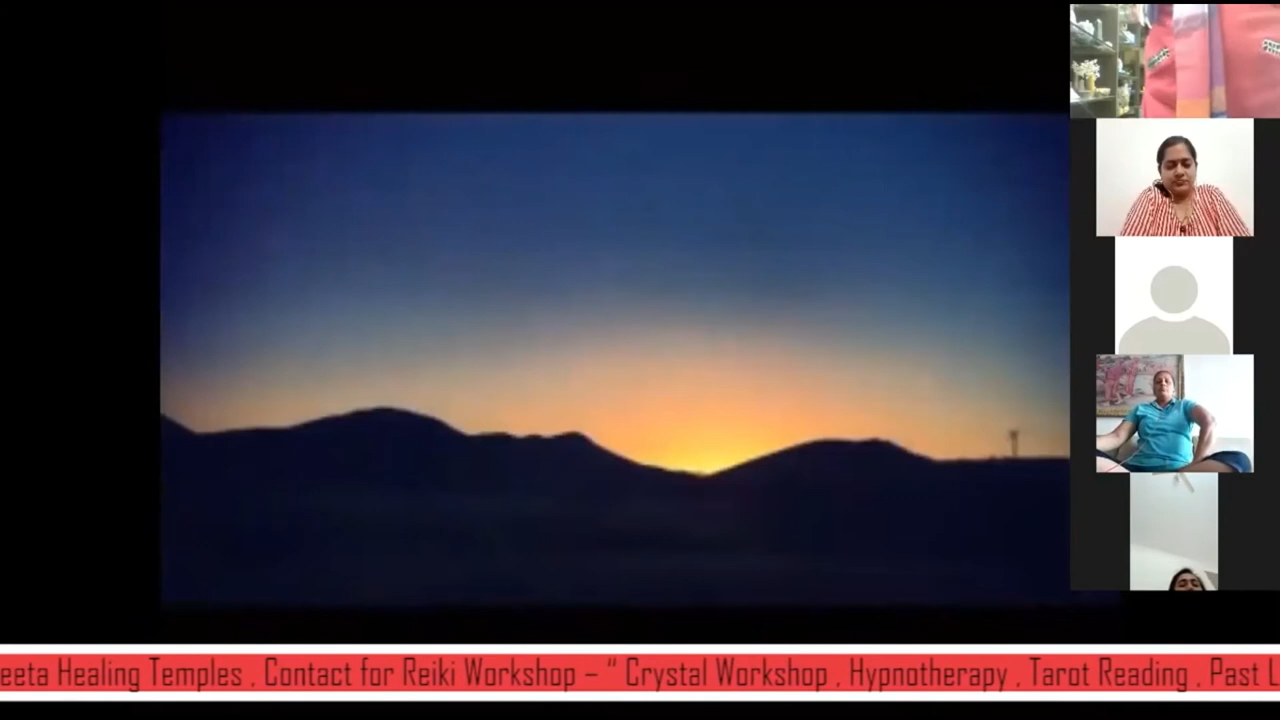 eeta Healing Temples , Contact for Reiki Workshop – “ Crystal Workshop , Hypnotherapy , Tarot Reading , Past L